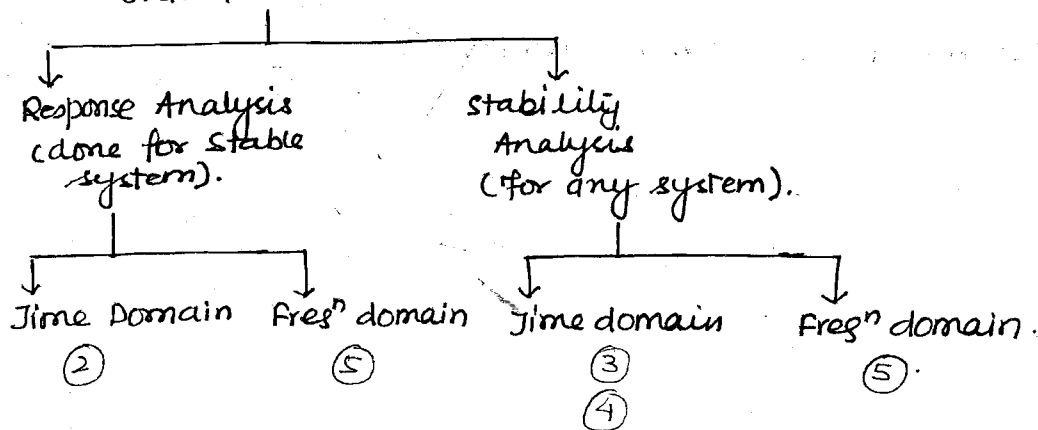 Response Analysis
(done for stable
system).
Stability
Analysis
(for any system).
Time Domain
Freqⁿ domain
Time domain
Freqⁿ domain.
②
⑤
③
⑤.
④